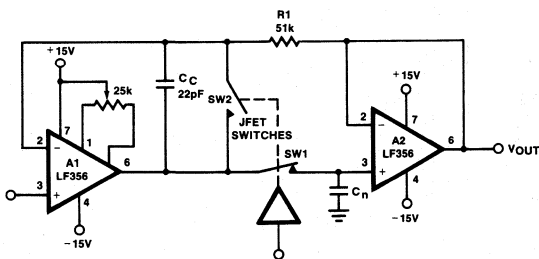 R1
51k
+15V
25k
CC
22pF
SW2
JFET
SWITCHES
+15V
7
1
2
−
A1
LF356
6
3
+
4
−15V
SW1
Cn
7
2
−
A2
LF356
6
3
+
4
−15V
VOUT